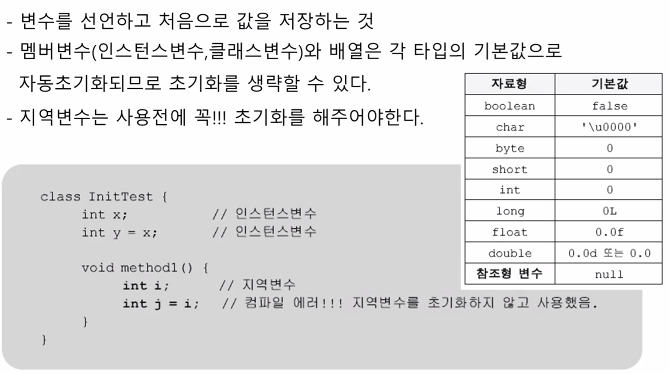 - 변수를 선언하고 처음으로 값을 저장하는 것
- 멤버변수(인스턴스변수,클래스변수)와 배열은 각 타입의 기본값으로
자동초기화되므로 초기화를 생략할 수 있다.
- 지역변수는 사용전에 꼭!!! 초기화를 해주어야한다.
자료형 기본값
boolean false
char '\u0000'
byte 0
short 0
int 0
long 0L
float 0.0f
double 0.0d 또는 0.0
참조형 변수 null
class InitTest {
int x; // 인스턴스변수
int y = x; // 인스턴스변수
void method1() {
int i; // 지역변수
int j = i; // 컴파일 에러!!! 지역변수를 초기화하지 않고 사용했음.
}
}